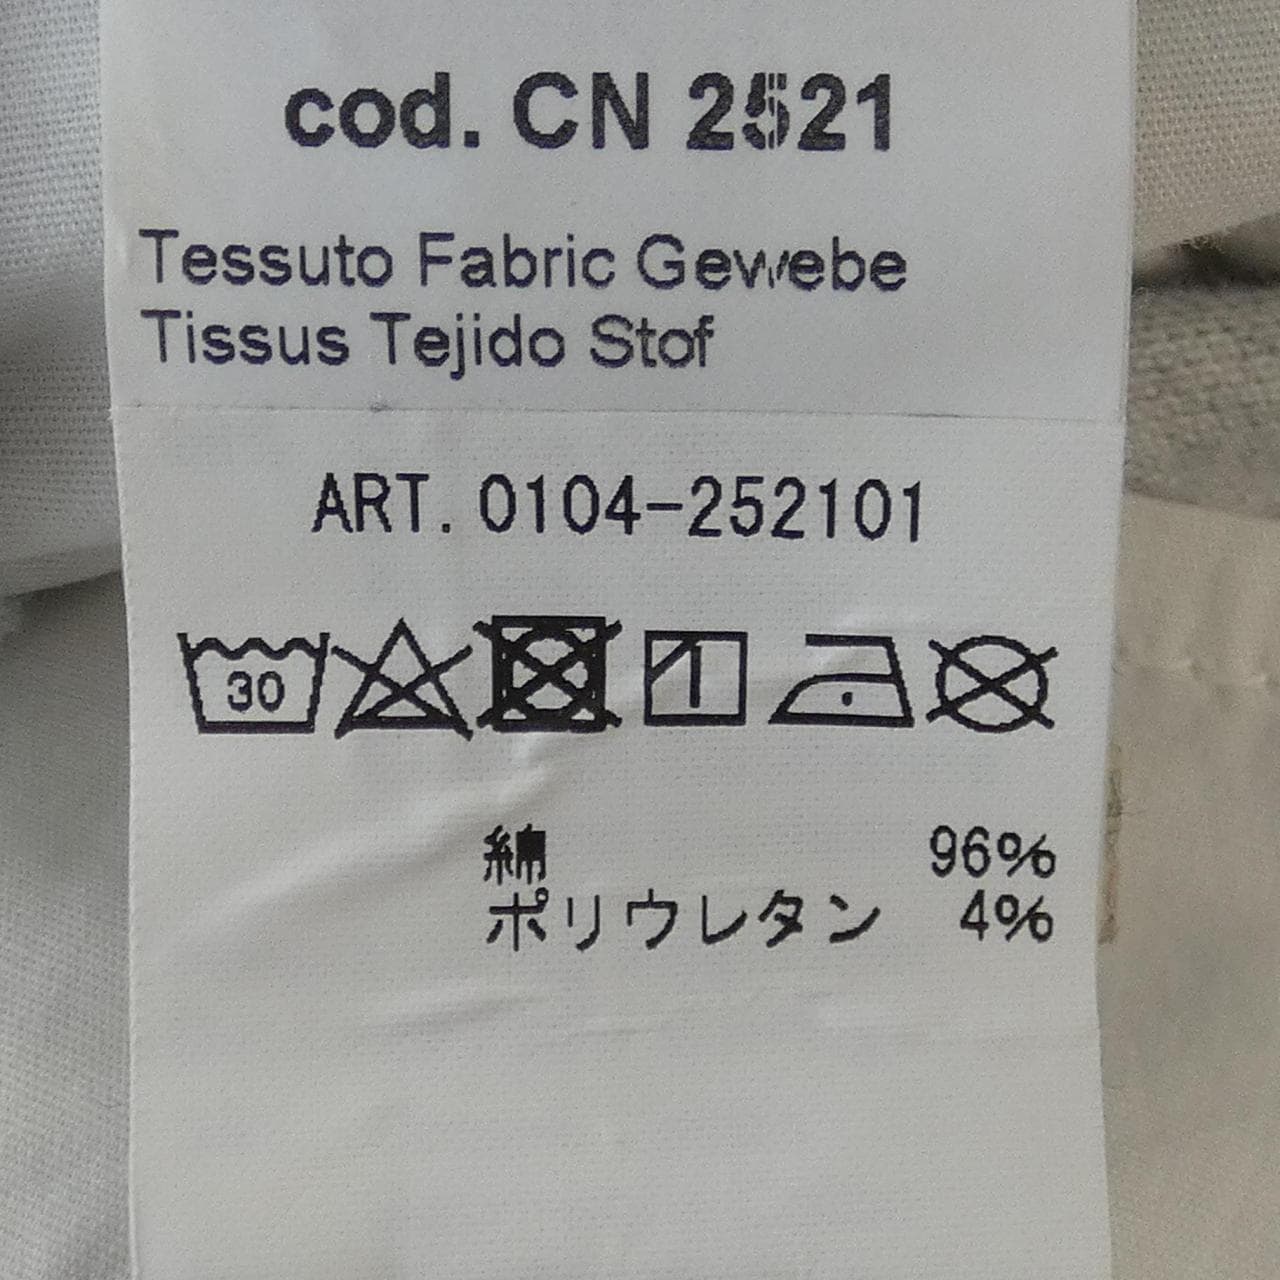 cod. CN 2521
Tessuto Fabric Gewebe
Tissus Tejido Stof
ART. 0104-252101
30
綿 96%
ポリウレタン 4%